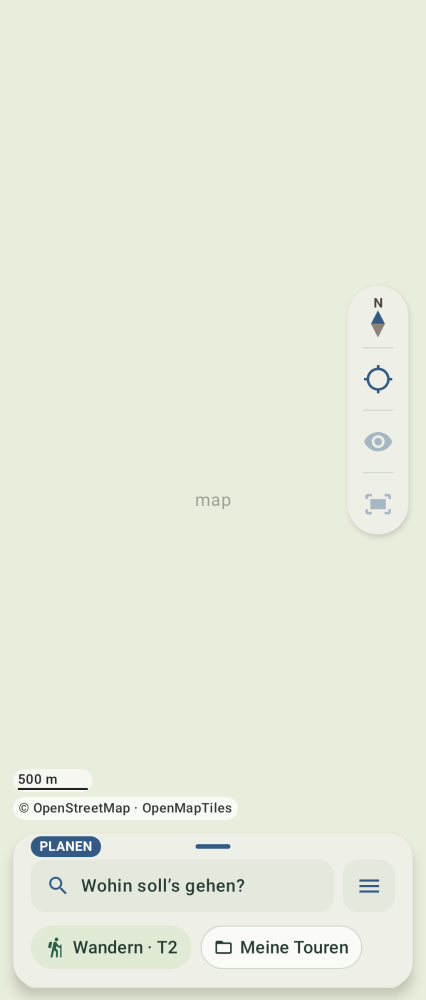 N
map
500 m
© OpenStreetMap · OpenMapTiles
PLANEN
Wohin soll’s gehen?
Wandern · T2
Meine Touren